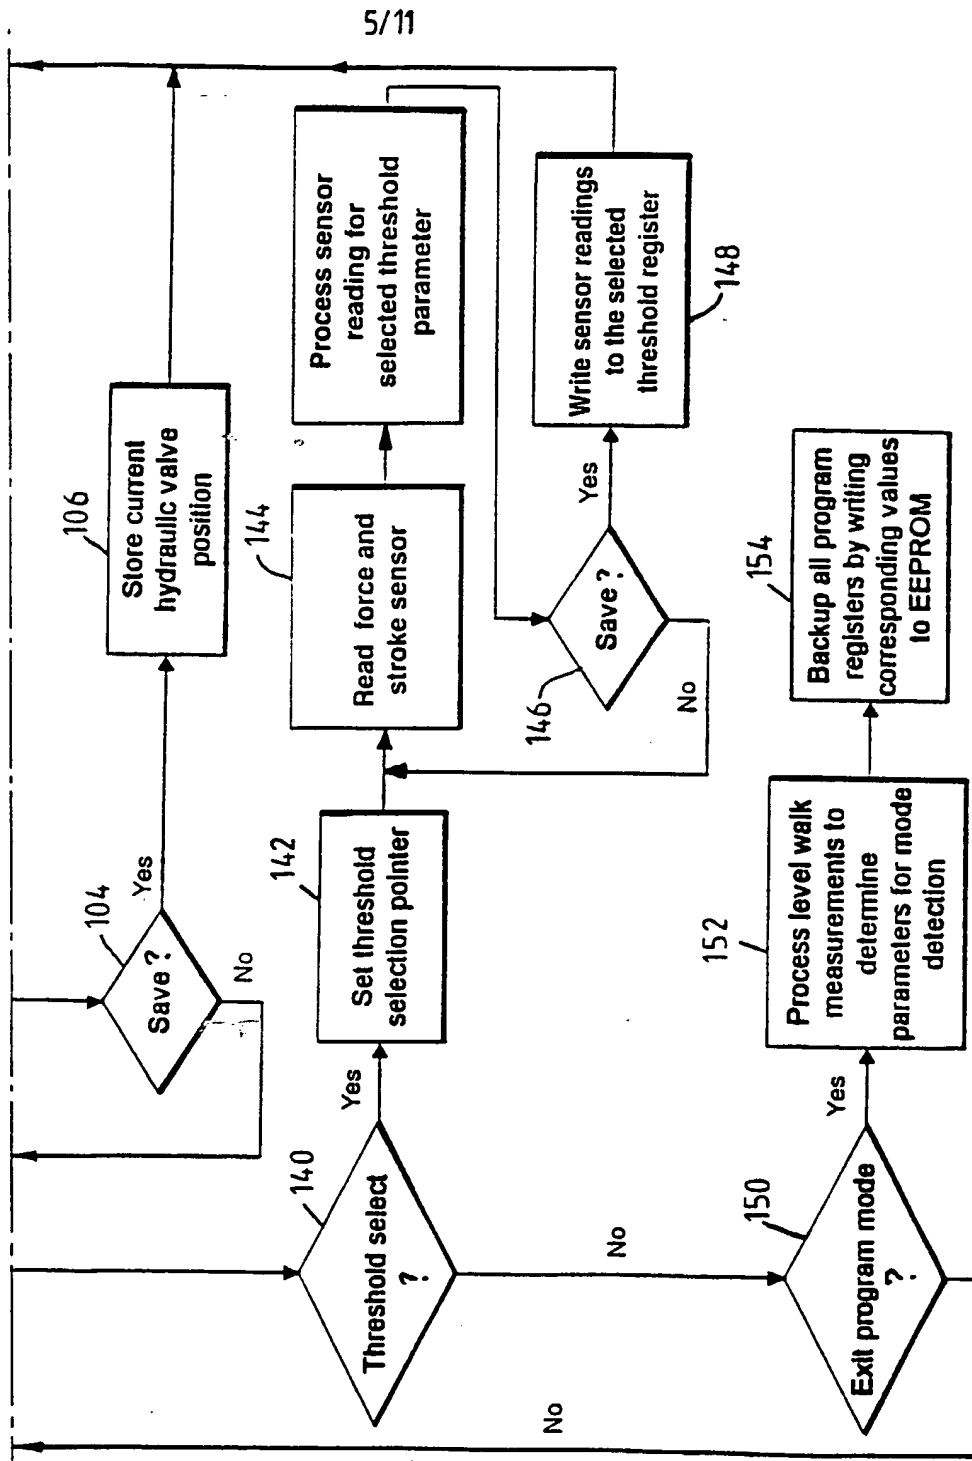 5/11
106
Store current
hydraulic valve
position
104
Save?
Yes
No
144
Process sensor
reading for
selected threshold
parameter
Read force and
stroke sensor
142
Set threshold
selection pointer
140
Threshold select
?
Yes
No
146
Save?
Yes
No
Write sensor readings
to the selected
threshold register
148
150
Exit program mode
?
Yes
No
152
Process level walk
measurements to
determine
parameters for mode
detection
154
Backup all program
registers by writing
corresponding values
to EEPROM